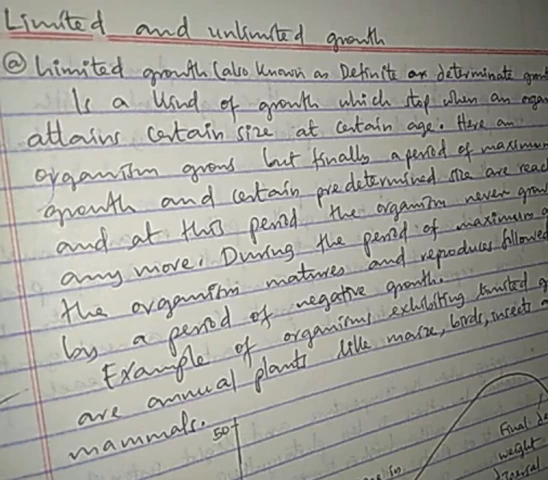 Limited and unlimited growth
@ Limited growth (also known as Definite or determinate
Is a kind of growth which stop when an
attains certain size at certain age. Here an
organism grows but finally a period of maximum
growth and certain predetermined size are
and at this period the organism never
any more. During the period of maximum
the organism matures and reproduces followed
by a period of negative growth.
Example of organisms exhibiting limited
are annual plants like maize, birds, insects
mammals.
50
Final
weight